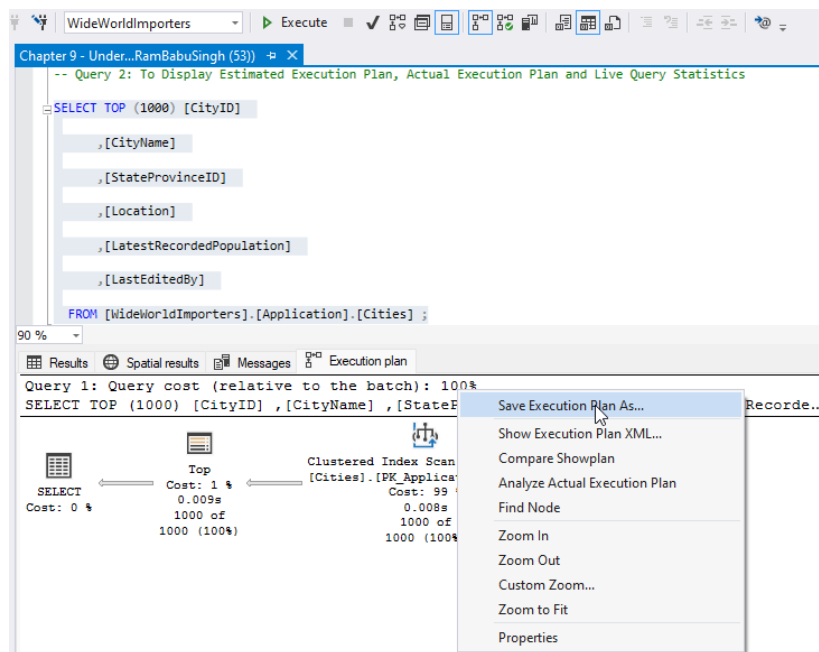 WideWorldImporters
Execute
Chapter 9 - Under...RamBabuSingh (53))
-- Query 2: To Display Estimated Execution Plan, Actual Execution Plan and Live Query Statistics
SELECT TOP (1000) [CityID]
,[CityName]
,[StateProvinceID]
,[Location]
,[LatestRecordedPopulation]
,[LastEditedBy]
FROM [WideWorldImporters].[Application].[Cities] ;
90 %
Results Spatial results Messages Execution plan
Query 1: Query cost (relative to the batch): 100%
SELECT TOP (1000) [CityID] ,[CityName] ,[StateP Recorde...
SELECT
Cost: 0 %
Top
Cost: 1 %
0.009s
1000 of
1000 (100%)
Clustered Index Scan
[Cities].[PK_Applica
Cost: 99
0.008s
1000 of
1000 (100%
Save Execution Plan As...
Show Execution Plan XML...
Compare Showplan
Analyze Actual Execution Plan
Find Node
Zoom In
Zoom Out
Custom Zoom...
Zoom to Fit
Properties